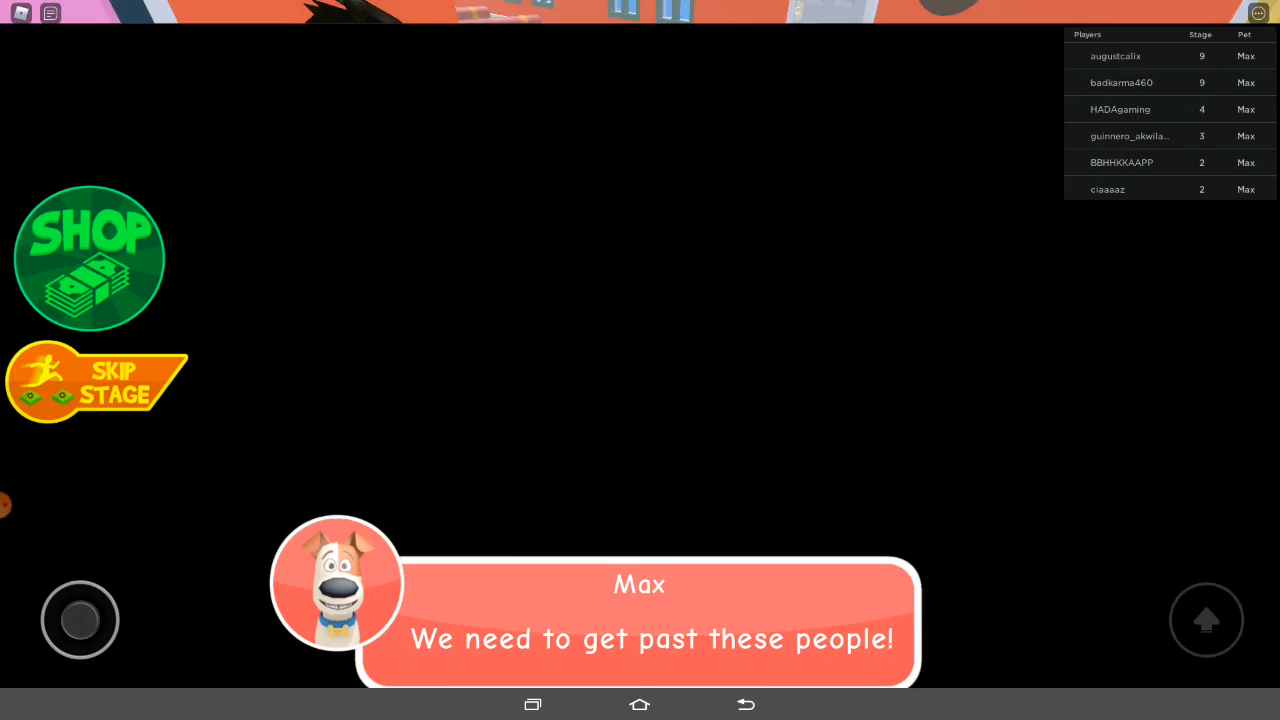 Players Stage Pet
augustcalix 9 Max
badkarma460 9 Max
HADAgaming 4 Max
guinnero_akwila... 3 Max
BBHHKKAAPP 2 Max
ciaaaaz 2 Max
SHOP
SKIP
STAGE
Max
We need to get past these people!